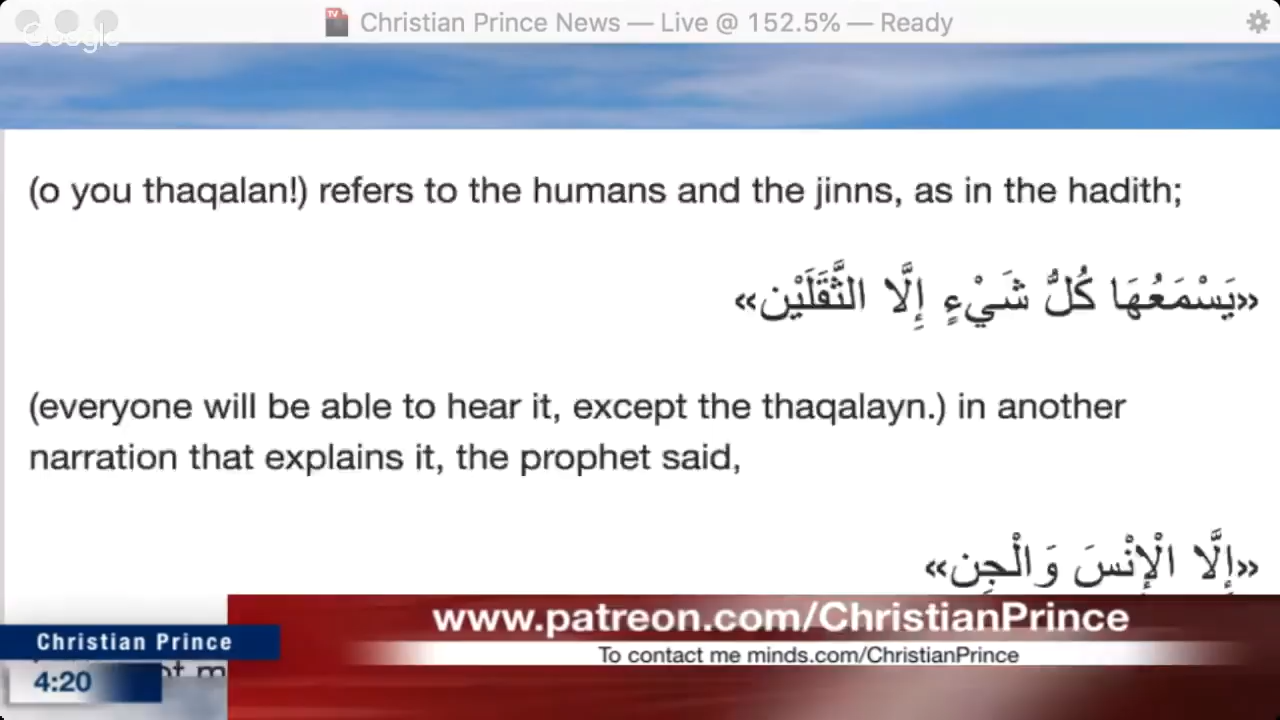 Google
Christian Prince News — Live @ 152.5% — Ready
(o you thaqalan!) refers to the humans and the jinns, as in the hadith;
«يَسْمَعُهَا كُلُّ شَيْءٍ إِلَّا الثَّقَلَيْن»
(everyone will be able to hear it, except the thaqalayn.) in another
narration that explains it, the prophet said,
«إِلَّا الْإِنْسَ وَالْجِن»
www.patreon.com/ChristianPrince
Christian Prince
To contact me minds.com/ChristianPrince
4:20